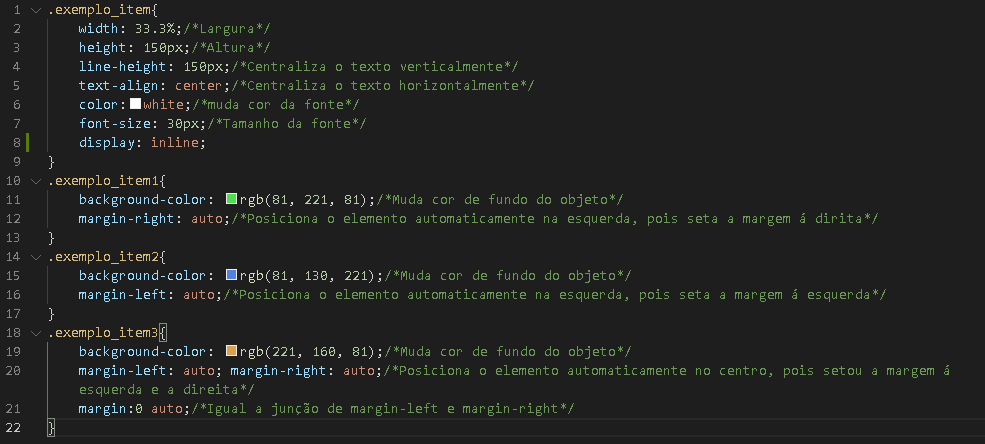 1 .exemplo_item{
2 width: 33.3%;/*Largura*/
3 height: 150px;/*Altura*/
4 line-height: 150px;/*Centraliza o texto verticalmente*/
5 text-align: center;/*Centraliza o texto horizontalmente*/
6 color: white;/*muda cor da fonte*/
7 font-size: 30px;/*Tamanho da fonte*/
8 display: inline;
9 }
10 .exemplo_item1{
11 background-color: rgb(81, 221, 81);/*Muda cor de fundo do objeto*/
12 margin-right: auto;/*Posiciona o elemento automaticamente na esquerda, pois seta a margem á dirita*/
13 }
14 .exemplo_item2{
15 background-color: rgb(81, 130, 221);/*Muda cor de fundo do objeto*/
16 margin-left: auto;/*Posiciona o elemento automaticamente na esquerda, pois seta a margem á esquerda*/
17 }
18 .exemplo_item3{
19 background-color: rgb(221, 160, 81);/*Muda cor de fundo do objeto*/
20 margin-left: auto; margin-right: auto;/*Posiciona o elemento automaticamente no centro, pois setou a margem á
esquerda e a direita*/
21 margin:0 auto;/*Igual a junção de margin-left e margin-right*/
22 }